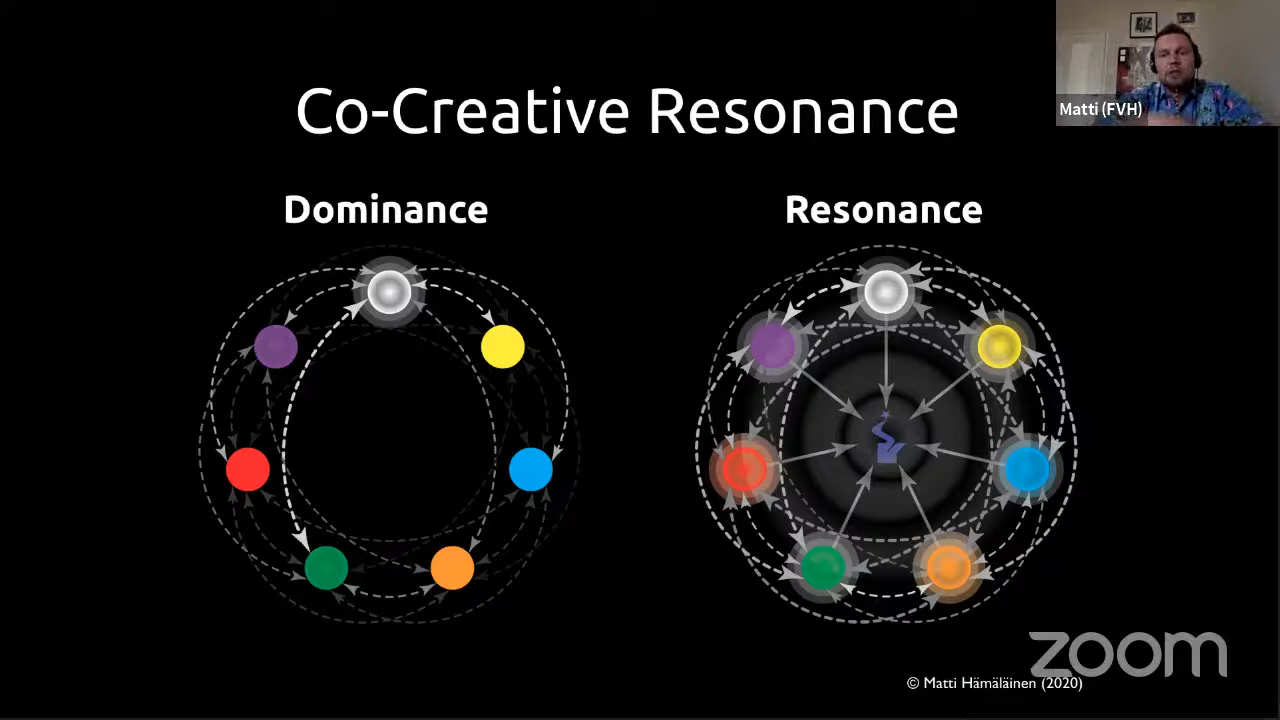 Matti (FVH)
Co-Creative Resonance
Dominance
Resonance
zoom
© Matti Hämäläinen (2020)